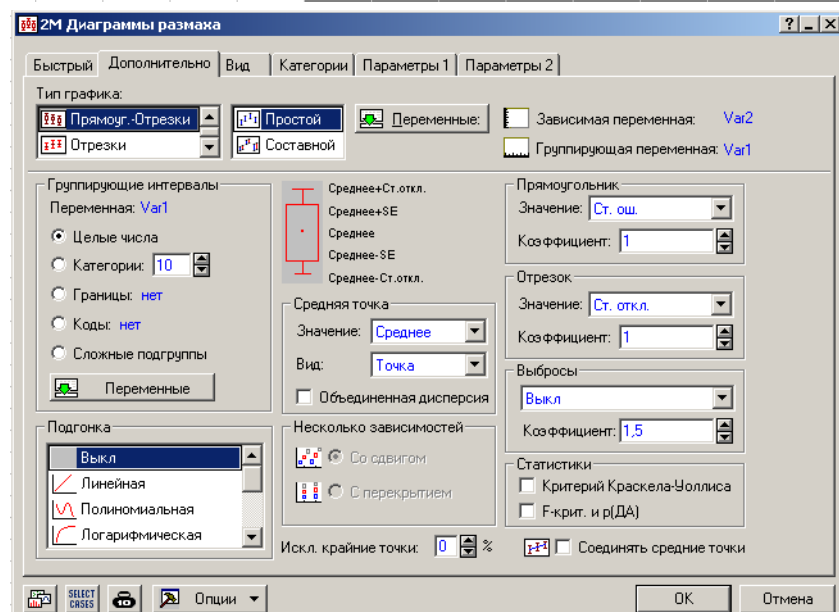 2М Диаграммы размаха
Быстрый Дополнительно Вид Категории Параметры 1 Параметры 2
Тип графика:
Прямоуг.-Отрезки
Отрезки
Простой
Составной
Переменные:
Зависимая переменная: Var2
Группирующая переменная: Var1
Группирующие интервалы
Переменная: Var1
Целые числа
Категории: 10
Границы: нет
Коды: нет
Сложные подгруппы
Переменные
Подгонка
Выкл
Линейная
Полиномиальная
Логарифмическая
Среднее+Ст.откл.
Среднее+SE
Среднее
Среднее-SE
Среднее-Ст.откл.
Средняя точка
Значение: Среднее
Вид: Точка
Объединенная дисперсия
Несколько зависимостей
Со сдвигом
С перекрытием
Искл. крайние точки: 0 %
Прямоугольник
Значение: Ст. ош.
Коэффициент: 1
Отрезок
Значение: Ст. откл.
Коэффициент: 1
Выбросы
Выкл
Коэффициент: 1,5
Статистики
Критерий Краскела-Уоллиса
F-крит. и р(ДА)
Соединять средние точки
SELECT
CASES
Опции
OK
Отмена